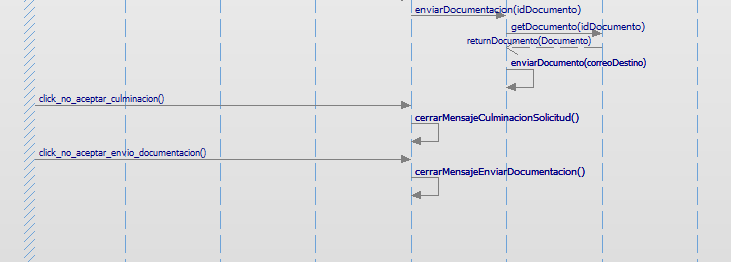 enviarDocumentacion(idDocumento)
getDocumento(idDocumento)
returnDocumento(Documento)
enviarDocumento(correoDestino)
click_no_aceptar_culminacion()
cerrarMensajeCulminacionSolicitud()
click_no_aceptar_envio_documentacion()
cerrarMensajeEnviarDocumentacion()